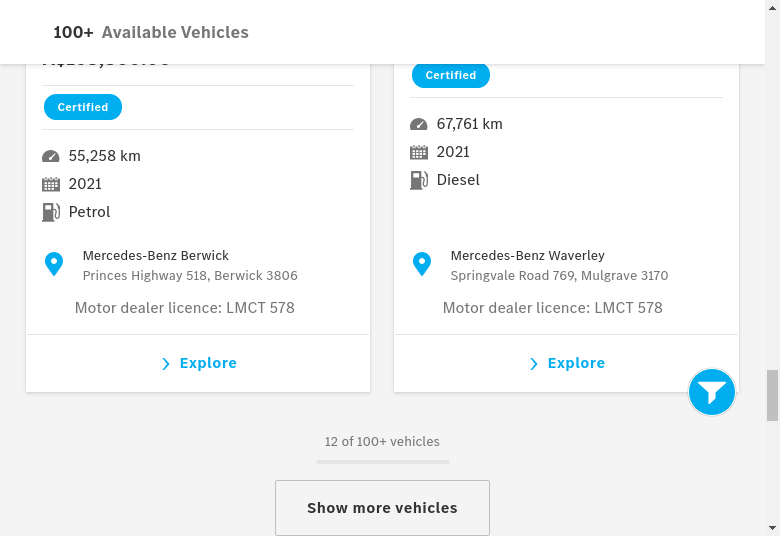 100+ Available Vehicles
Certified
55,258 km
2021
Petrol
Mercedes-Benz Berwick
Princes Highway 518, Berwick 3806
Motor dealer licence: LMCT 578
Explore
Certified
67,761 km
2021
Diesel
Mercedes-Benz Waverley
Springvale Road 769, Mulgrave 3170
Motor dealer licence: LMCT 578
Explore
12 of 100+ vehicles
Show more vehicles